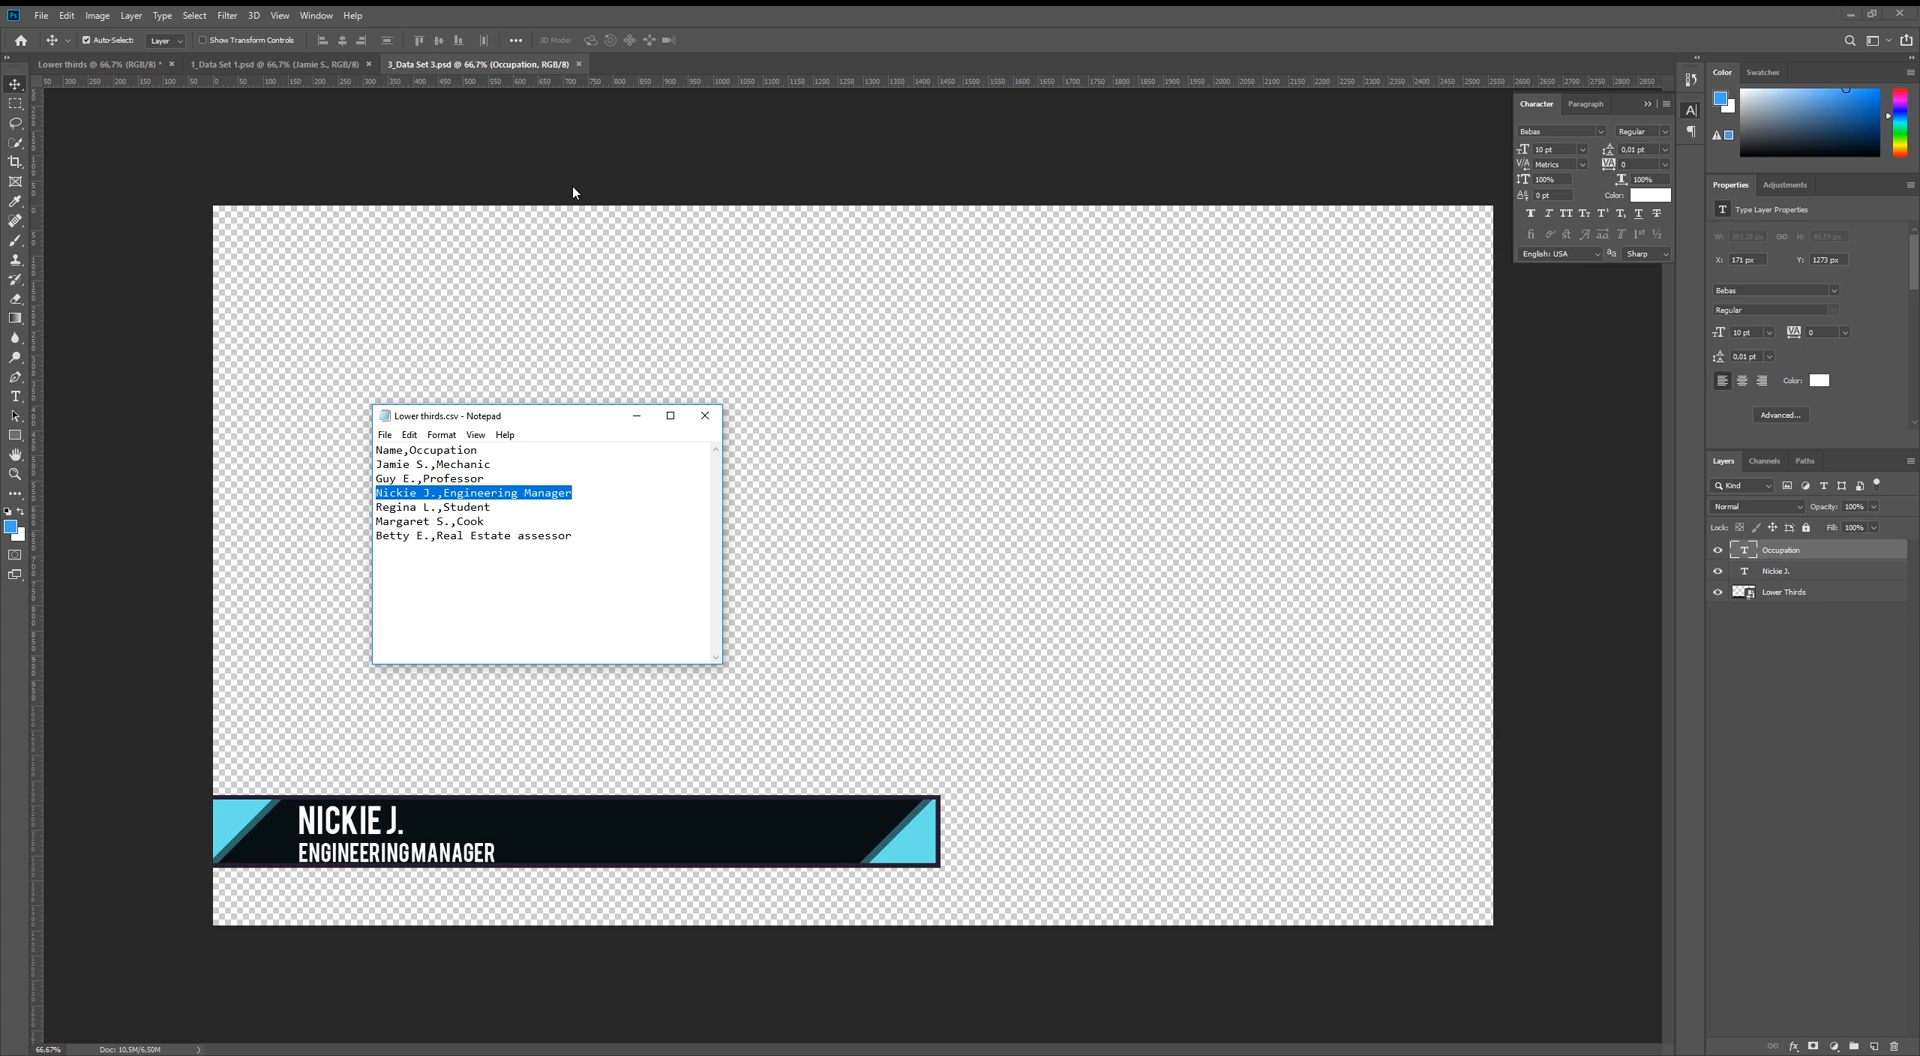 File Edit Image Layer Type Select Filter 3D View Window Help
Auto-Select: Layer Show Transform Controls 3D Mode:
Lower thirds @ 66,7% (RGB/8) * × 1_Data Set 1.psd @ 66,7% (Jamie S., RGB/8) × 3_Data Set 3.psd @ 66,7% (Occupation, RGB/8) ×
Color Swatches
Character Paragraph
Bebas Regular
10 pt 0,01 pt
Metrics 0
100% 100%
0 pt Color:
English: USA Sharp
Properties Adjustments
Type Layer Properties
X: 171 px Y: 1273 px
Bebas
Regular
10 pt 0
0,01 pt
Color:
Advanced...
Layers Channels Paths
Kind
Normal Opacity: 100%
Lock: Fill: 100%
Occupation
Nickie J.
Lower Thirds
Lower thirds.csv - Notepad
File Edit Format View Help
Name,Occupation
Jamie S.,Mechanic
Guy E.,Professor
Nickie J.,Engineering Manager
Regina L.,Student
Margaret S.,Cook
Betty E.,Real Estate assessor
NICKIE J.
ENGINEERING MANAGER
66,67% Doc: 10,5M/6,50M